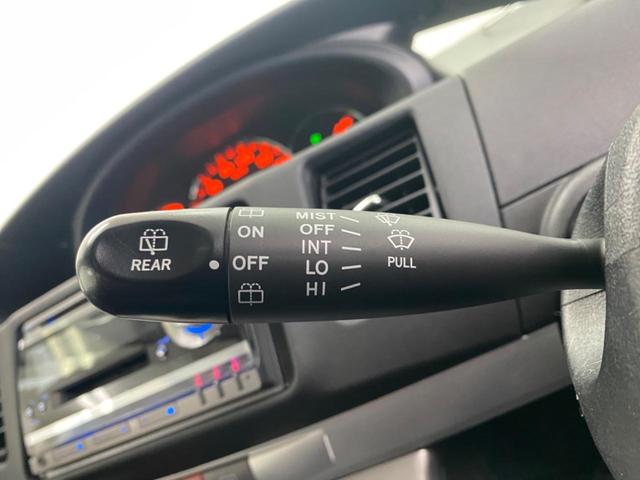 REAR
ON
OFF
MIST
OFF
INT
LO
HI
PULL